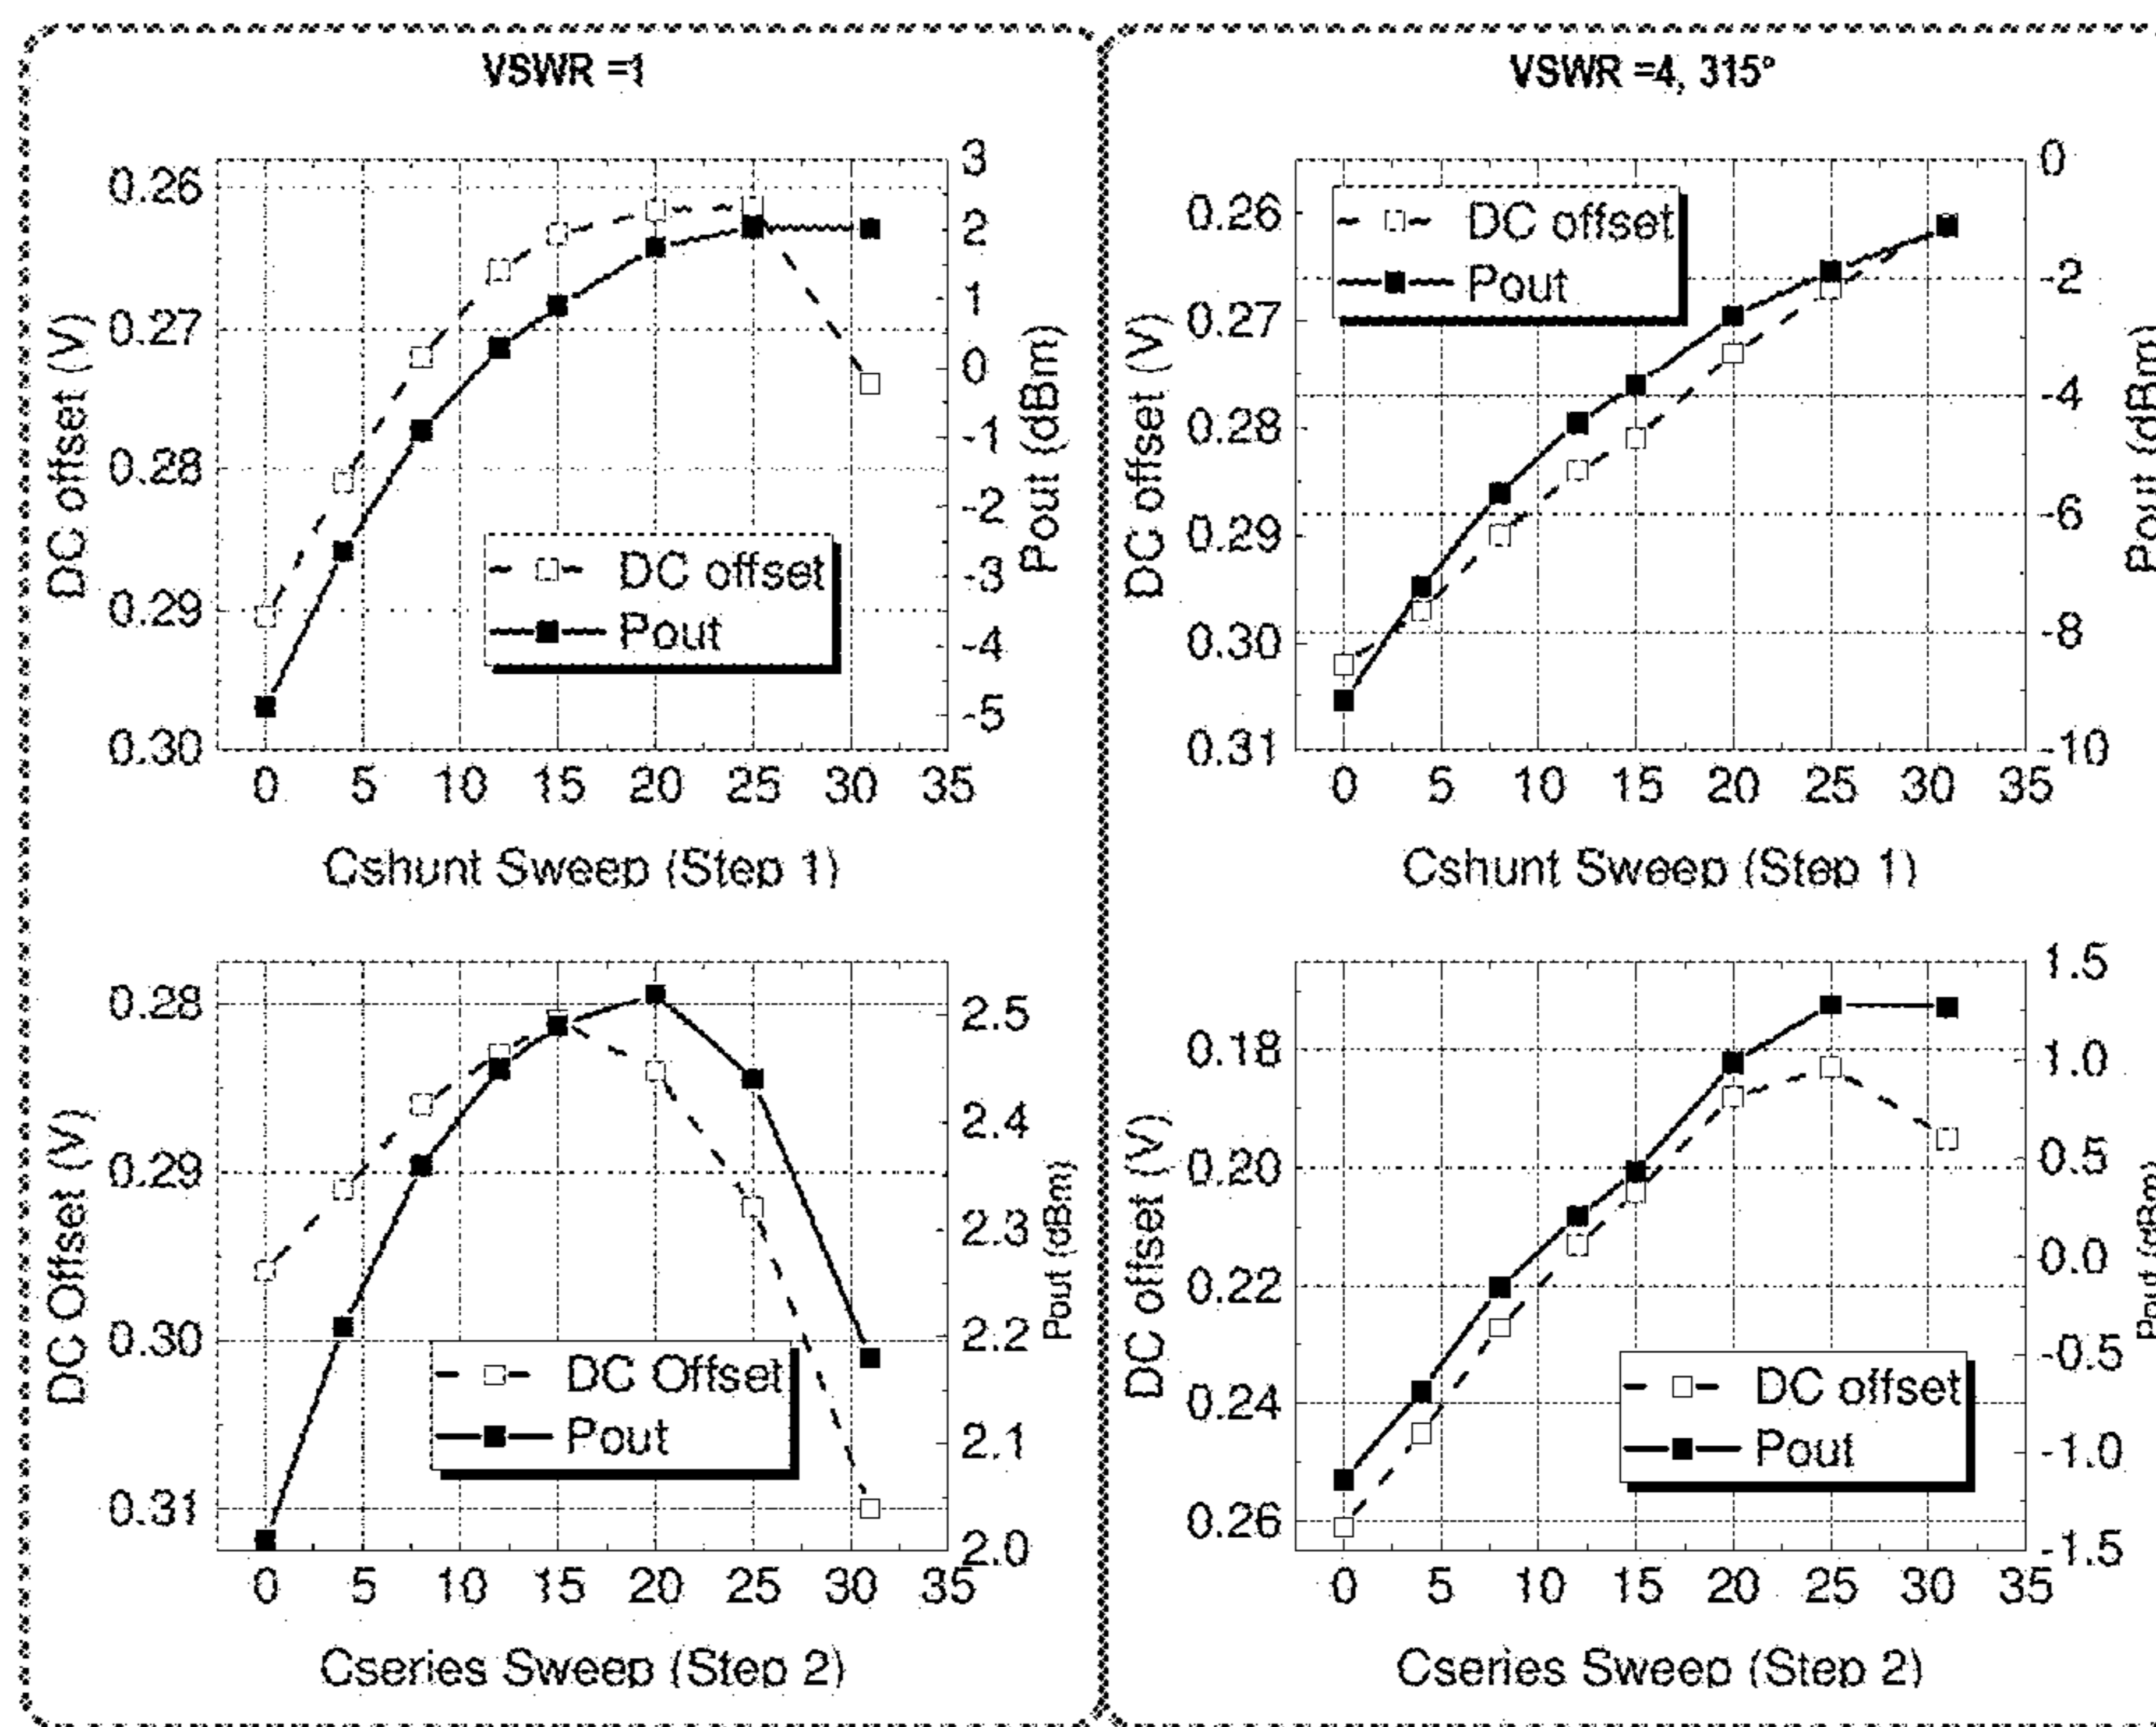 VSWR =1
0.26
0.27
0.28
0.29
0.30
DC offset (V)
3
2
1
0
-1
-2
-3
-4
-5
Pout (dBm)
DC offset
Pout
0 5 10 15 20 25 30 35
Cshunt Sweep (Step 1)
0.28
0.29
0.30
0.31
DC Offset (V)
2.5
2.4
2.3
2.2
2.1
2.0
Pout (dBm)
DC Offset
Pout
0 5 10 15 20 25 30 35
Cseries Sweep (Step 2)
VSWR =4, 315°
0.26
0.27
0.28
0.29
0.30
0.31
DC offset (V)
0
-2
-4
-6
-8
-10
Pout (dBm)
DC offset
Pout
0 5 10 15 20 25 30 35
Cshunt Sweep (Step 1)
0.18
0.20
0.22
0.24
0.26
DC offset (V)
1.5
1.0
0.5
0.0
-0.5
-1.0
-1.5
Pout (dBm)
DC offset
Pout
0 5 10 15 20 25 30 35
Cseries Sweep (Step 2)